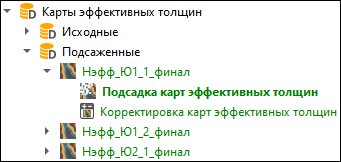 Карты эффективных толщин
Исходные
Подсаженные
Нэфф_Ю1_1_финал
Подсадка карт эффективных толщин
Корректировка карт эффективных толщин
Нэфф_Ю1_2_финал
Нэфф_Ю2_1_финал